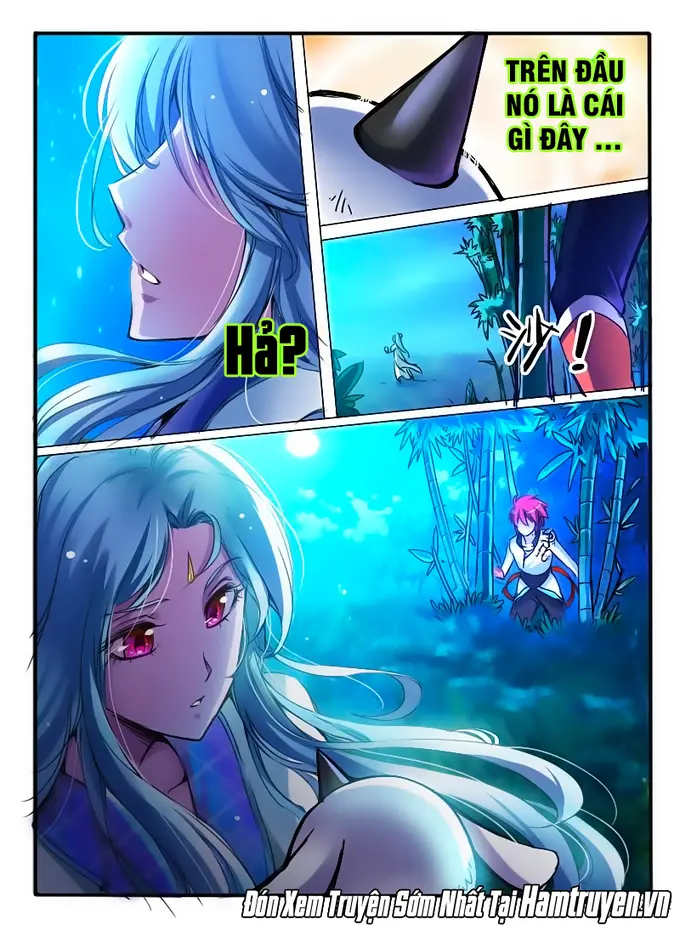 TRÊN ĐẦU
NÓ LÀ CÁI
GÌ ĐÂY ...
Hả?
沙!
Đón Xem Truyện Sớm Nhất Tại Hamtruyen.vn